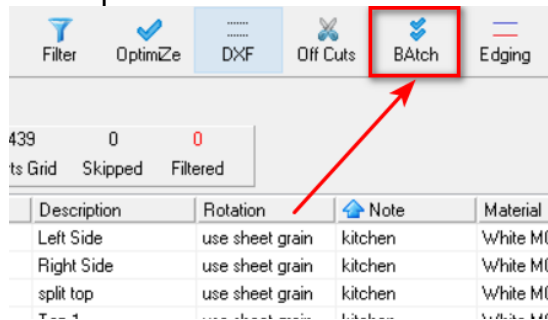 Filter OptimiZe DXF Off Cuts BAtch Edging
439 0 0
ts Grid Skipped Filtered
Description Rotation Note Material
Left Side use sheet grain kitchen White M
Right Side use sheet grain kitchen White M
split top use sheet grain kitchen White M